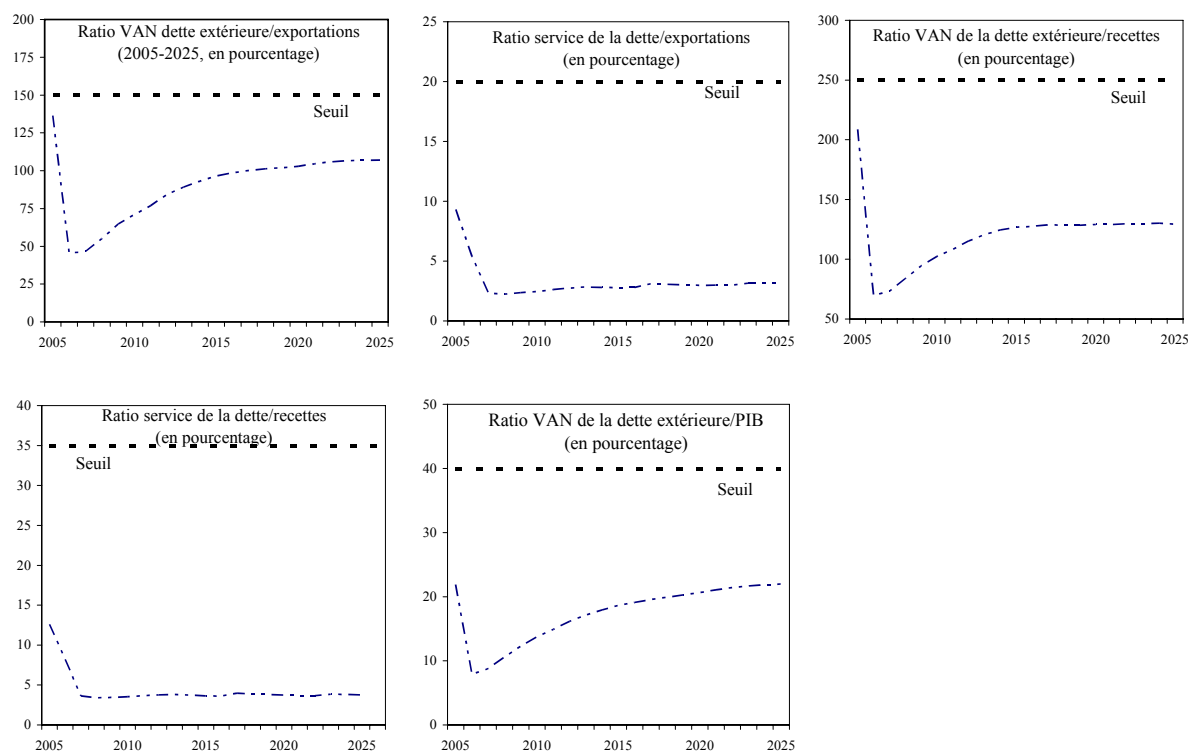 Ratio VAN dette extérieure/exportations
(2005-2025, en pourcentage)
200
175
150
125
100
75
50
25
0
Seuil
2005 2010 2015 2020 2025
Ratio service de la dette/exportations
(en pourcentage)
25
20
15
10
5
0
Seuil
2005 2010 2015 2020 2025
Ratio VAN de la dette extérieure/recettes
(en pourcentage)
300
250
200
150
100
50
Seuil
2005 2010 2015 2020 2025
Ratio service de la dette/recettes
(en pourcentage)
40
35
30
25
20
15
10
5
0
Seuil
2005 2010 2015 2020 2025
Ratio VAN de la dette extérieure/PIB
(en pourcentage)
50
40
30
20
10
0
Seuil
2005 2010 2015 2020 2025